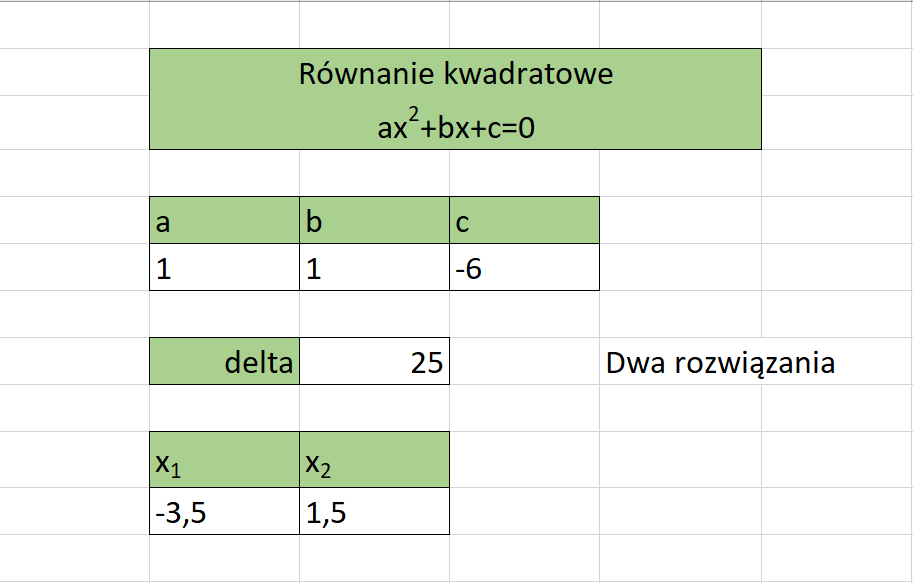 Równanie kwadratowe
ax²+bx+c=0
a b c
1 1 -6
delta 25 Dwa rozwiązania
x₁ x₂
-3,5 1,5